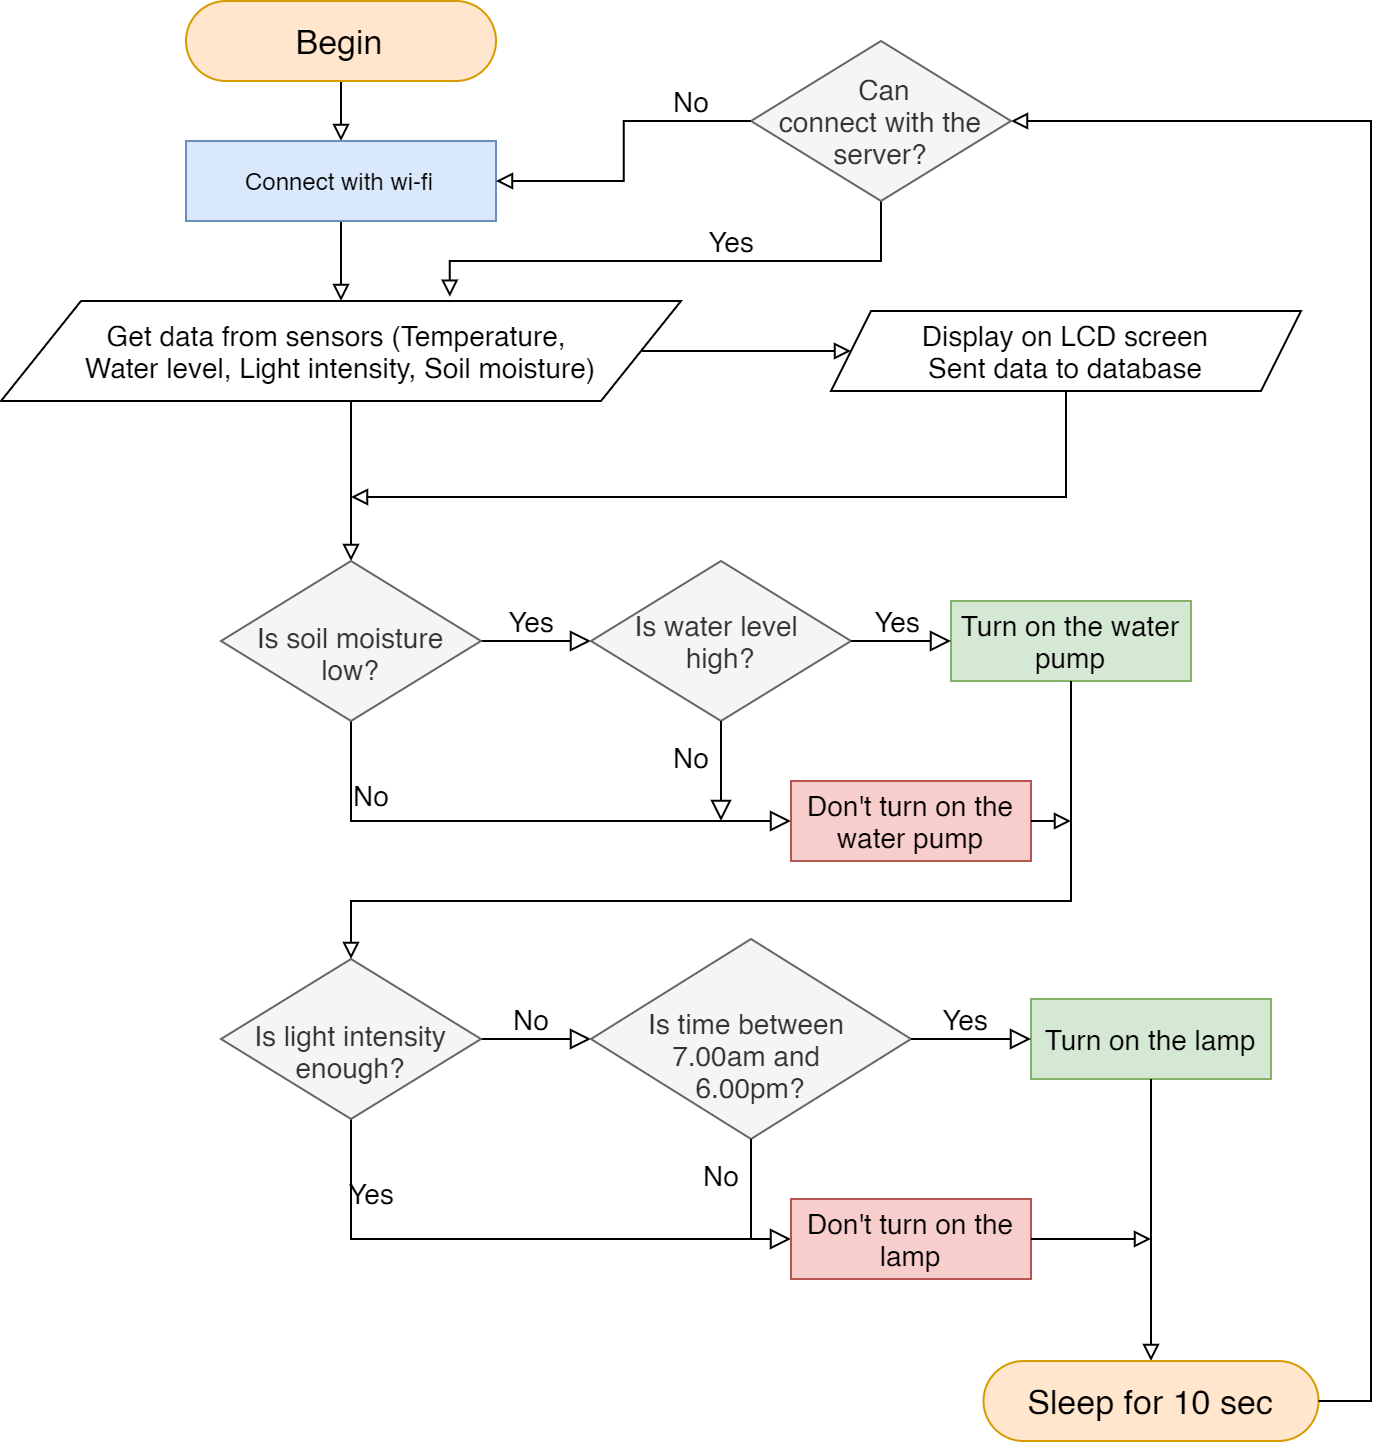 Begin
Can
connect with the
server?
No
Connect with wi-fi
Yes
Get data from sensors (Temperature,
Water level, Light intensity, Soil moisture)
Display on LCD screen
Sent data to database
Is soil moisture
low?
Yes
Is water level
high?
Yes
Turn on the water
pump
No
No
Don't turn on the
water pump
Is light intensity
enough?
No
Is time between
7.00am and
6.00pm?
Yes
Turn on the lamp
No
Yes
Don't turn on the
lamp
Sleep for 10 sec